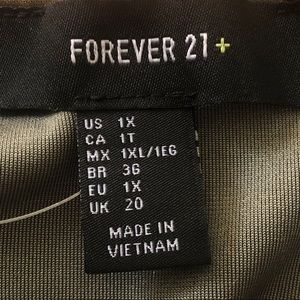 FOREVER 21+
US 1X
CA 1T
MX 1XL/1EG
BR 3G
EU 1X
UK 20
MADE IN
VIETNAM